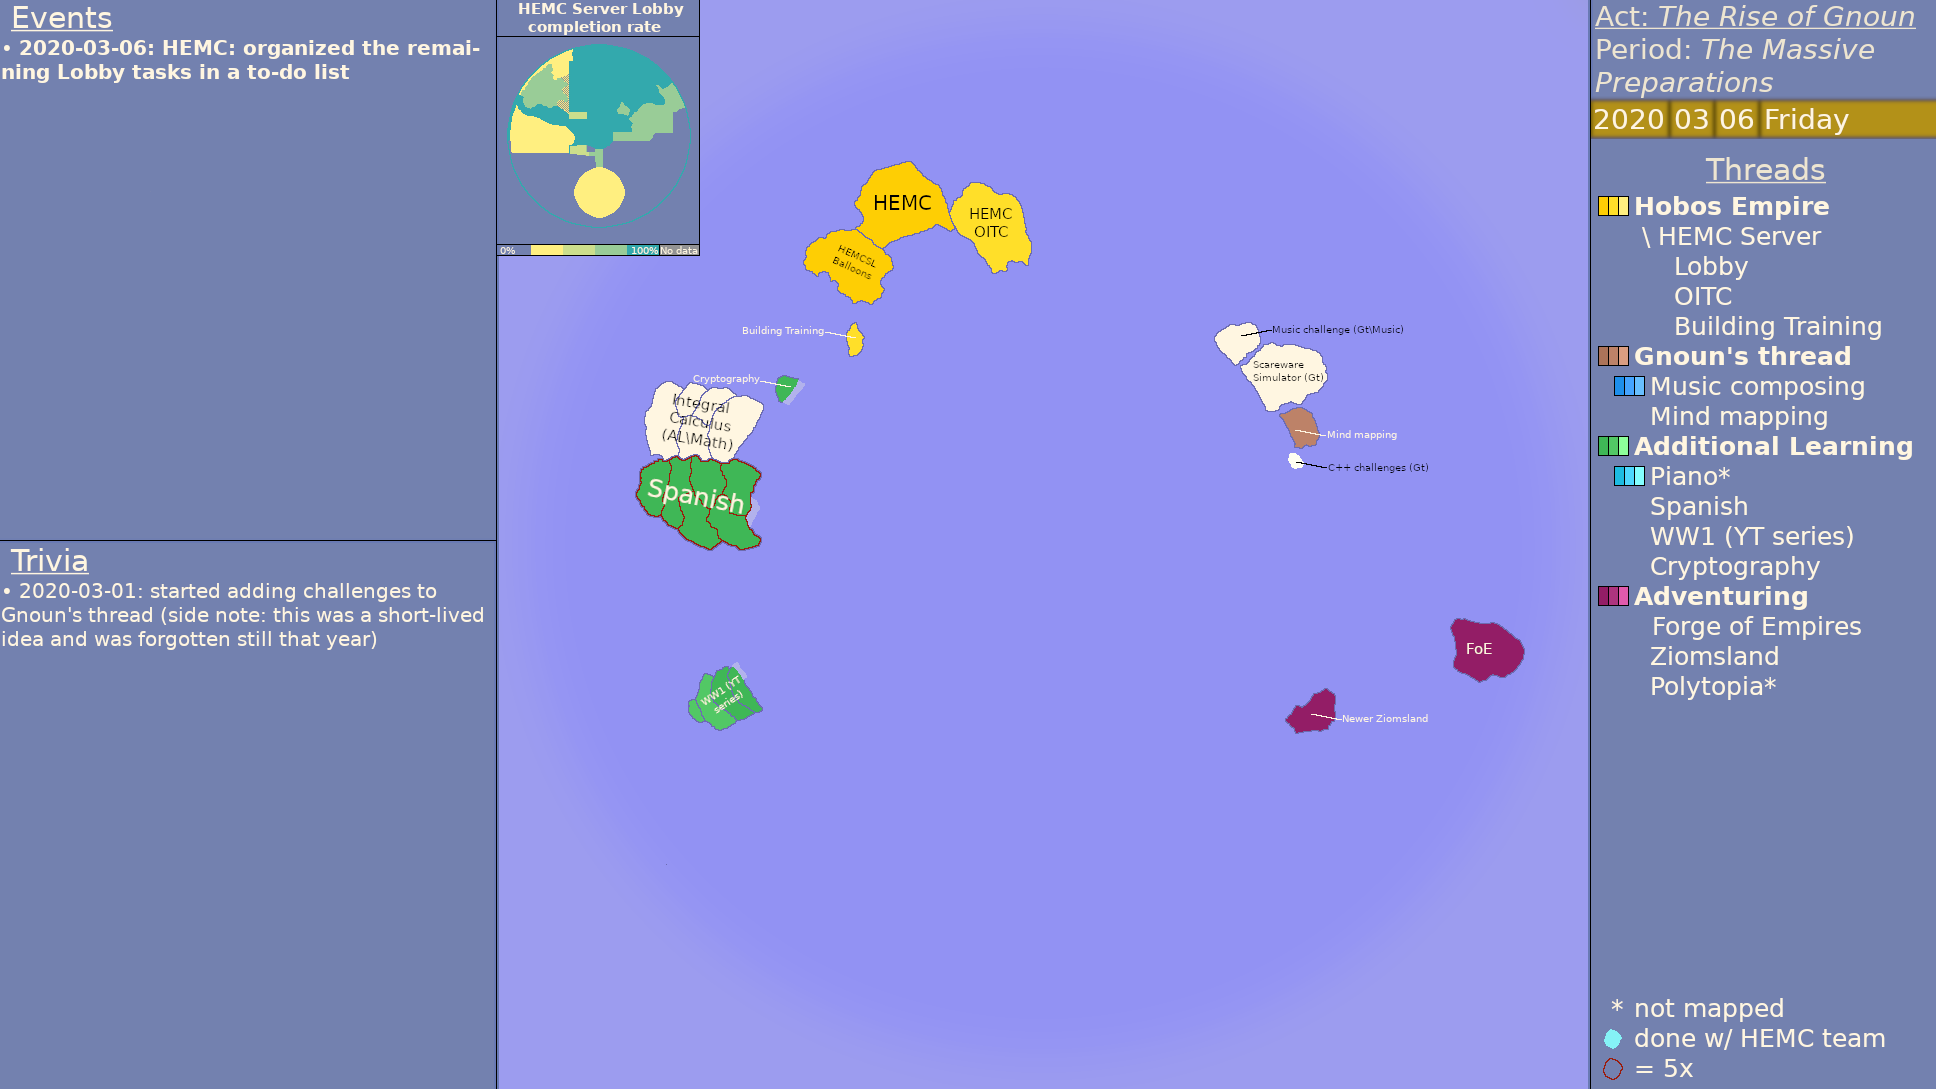 Events
• 2020-03-06: HEMC: organized the remai-
ning Lobby tasks in a to-do list
Trivia
• 2020-03-01: started adding challenges to
Gnoun's thread (side note: this was a short-lived
idea and was forgotten still that year)
HEMC Server Lobby
completion rate
0%
100%
No data
HEMC
HEMC
OITC
HEMCSL
Balloons
Building Training
Cryptography
Integral
Calculus
(AL\Math)
Spanish
WW1 (YT
series)
Music challenge (Gt\Music)
Scareware
Simulator (Gt)
Mind mapping
C++ challenges (Gt)
FoE
Newer Ziomsland
Act: The Rise of Gnoun
Period: The Massive
Preparations
2020 03 06 Friday
Threads
Hobos Empire
\ HEMC Server
Lobby
OITC
Building Training
Gnoun's thread
Music composing
Mind mapping
Additional Learning
Piano*
Spanish
WW1 (YT series)
Cryptography
Adventuring
Forge of Empires
Ziomsland
Polytopia*
* not mapped
done w/ HEMC team
= 5x